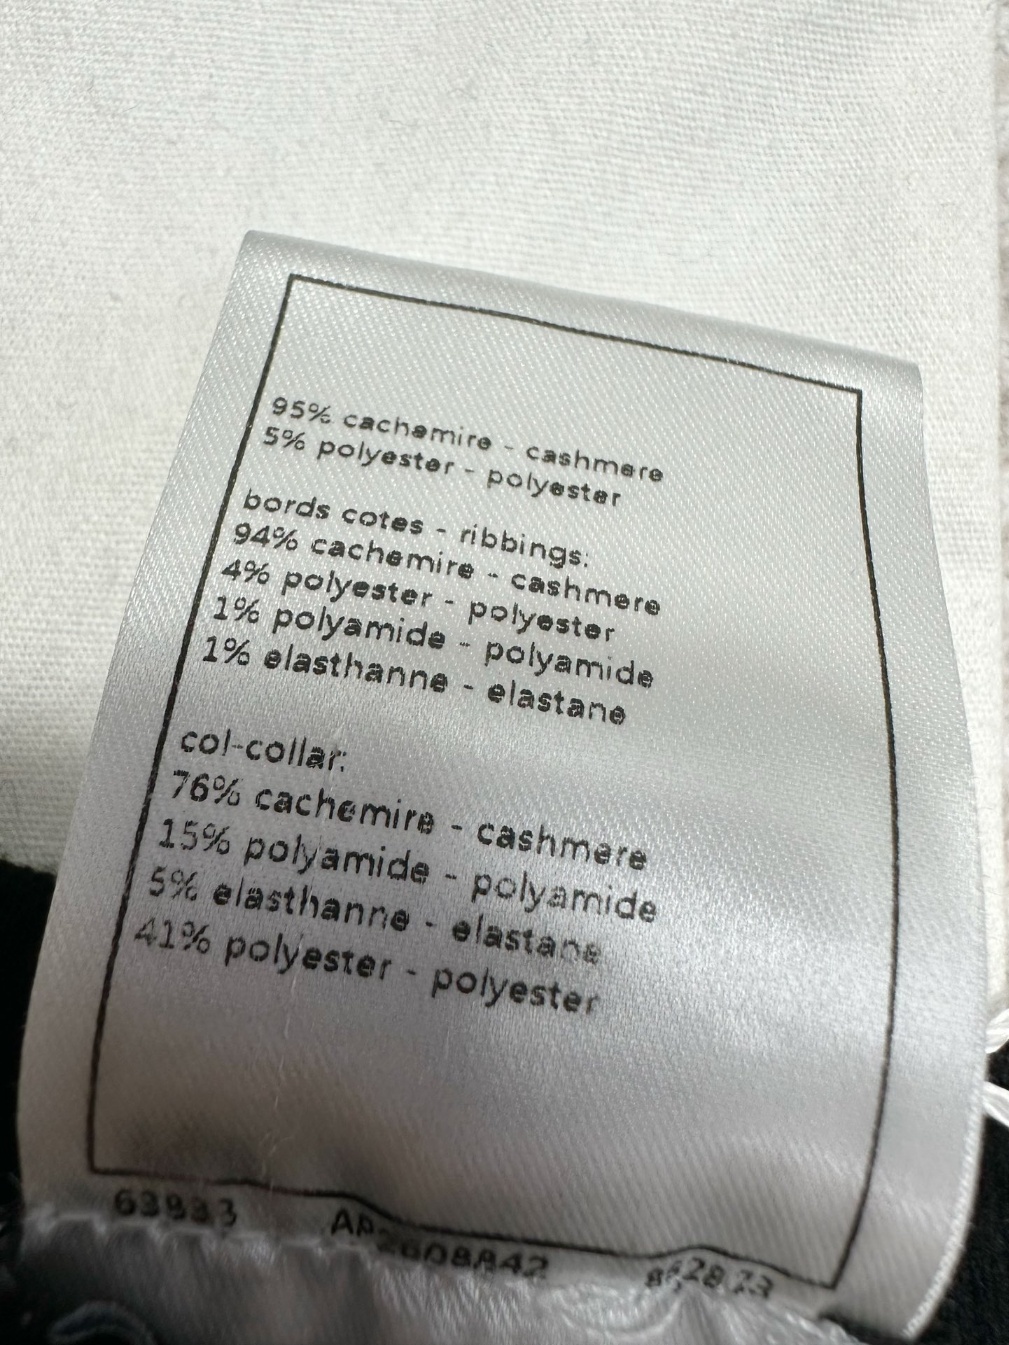 95% cachemire - cashmere
5% polyester - polyester
bords cotes - ribbings:
94% cachemire - cashmere
4% polyester - polyester
1% polyamide - polyamide
1% elasthanne - elastane
col-collar:
76% cachemire - cashmere
15% polyamide - polyamide
5% elasthanne - elastane
41% polyester - polyester